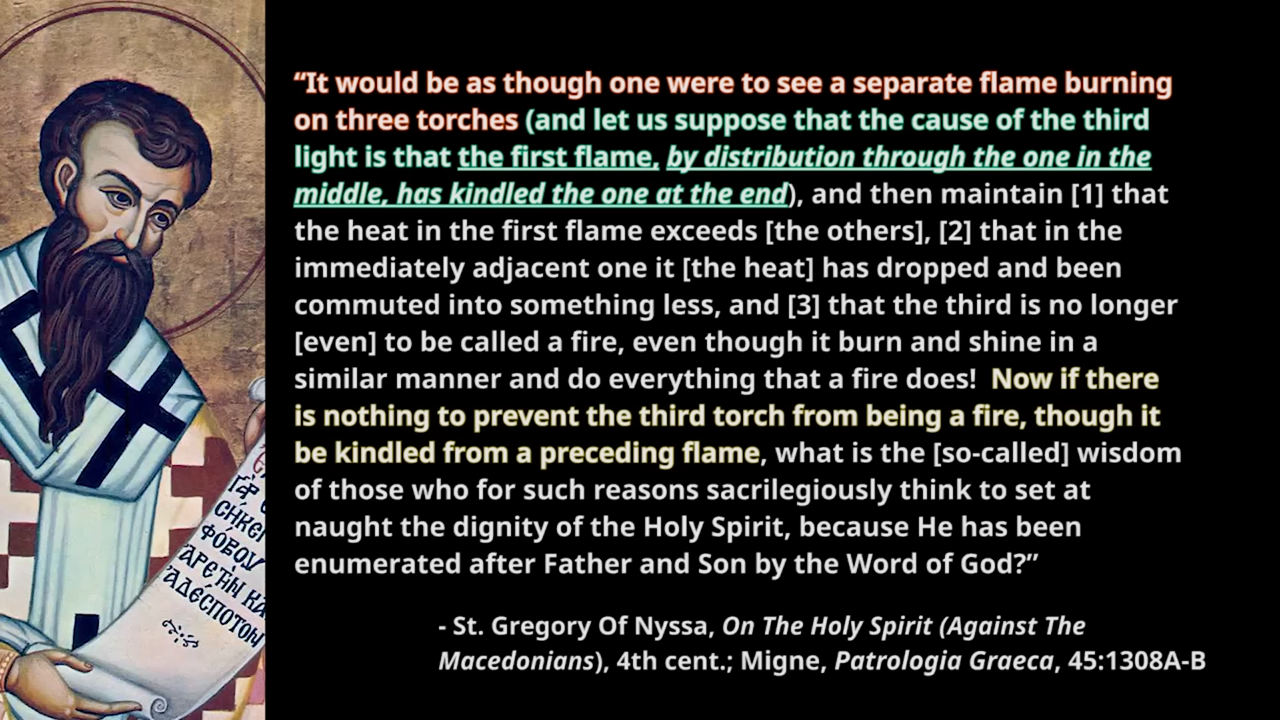 “It would be as though one were to see a separate flame burning
on three torches (and let us suppose that the cause of the third
light is that the first flame, by distribution through the one in the
middle, has kindled the one at the end), and then maintain [1] that
the heat in the first flame exceeds [the others], [2] that in the
immediately adjacent one it [the heat] has dropped and been
commuted into something less, and [3] that the third is no longer
[even] to be called a fire, even though it burn and shine in a
similar manner and do everything that a fire does! Now if there
is nothing to prevent the third torch from being a fire, though it
be kindled from a preceding flame, what is the [so-called] wisdom
of those who for such reasons sacrilegiously think to set at
naught the dignity of the Holy Spirit, because He has been
enumerated after Father and Son by the Word of God?”
- St. Gregory Of Nyssa, On The Holy Spirit (Against The
Macedonians), 4th cent.; Migne, Patrologia Graeca, 45:1308A-B
ΦΌΒΟΥ
ἈΡΕΤῊΝ ΚΑ
ἈΔΈCΠΟΤΟΝ